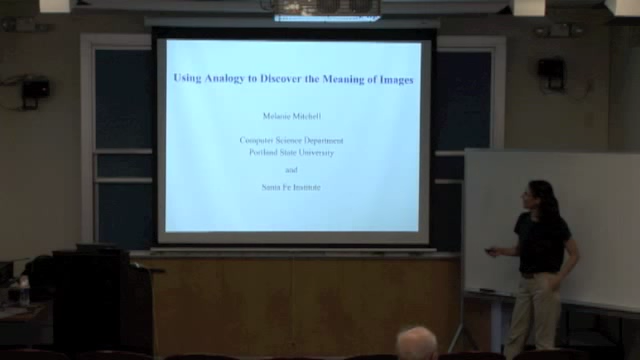 Using Analogy to Discover the Meaning of Images
Melanie Mitchell
Computer Science Department
Portland State University
and
Santa Fe Institute